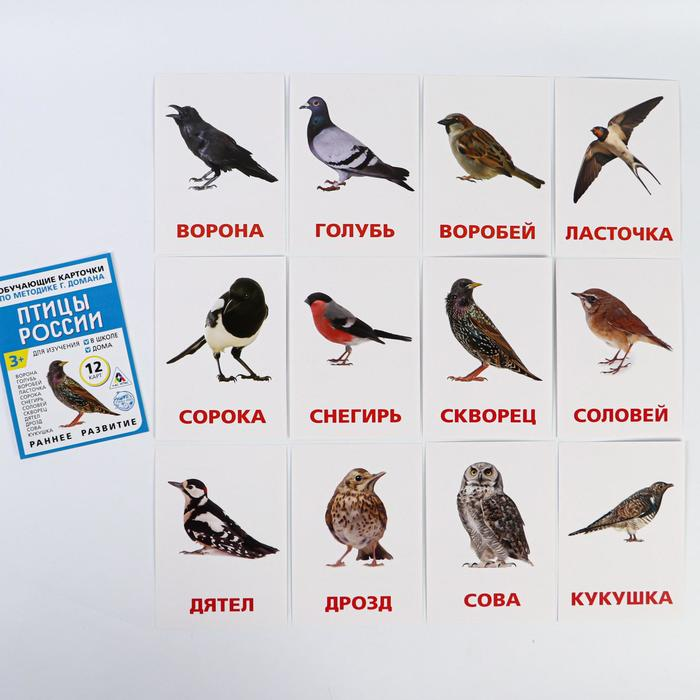 ОБУЧАЮЩИЕ КАРТОЧКИ
ПО МЕТОДИКЕ Г. ДОМАНА
ПТИЦЫ
РОССИИ
3+
ДЛЯ ИЗУЧЕНИЯ
В ШКОЛЕ
ДОМА
12
КАРТ
ВОРОНА
ГОЛУБЬ
ВОРОБЕЙ
ЛАСТОЧКА
СОРОКА
СНЕГИРЬ
СОЛОВЕЙ
СКВОРЕЦ
ДЯТЕЛ
ДРОЗД
СОВА
КУКУШКА
РАННЕЕ РАЗВИТИЕ
ВОРОНА
ГОЛУБЬ
ВОРОБЕЙ
ЛАСТОЧКА
СОРОКА
СНЕГИРЬ
СКВОРЕЦ
СОЛОВЕЙ
ДЯТЕЛ
ДРОЗД
СОВА
КУКУШКА